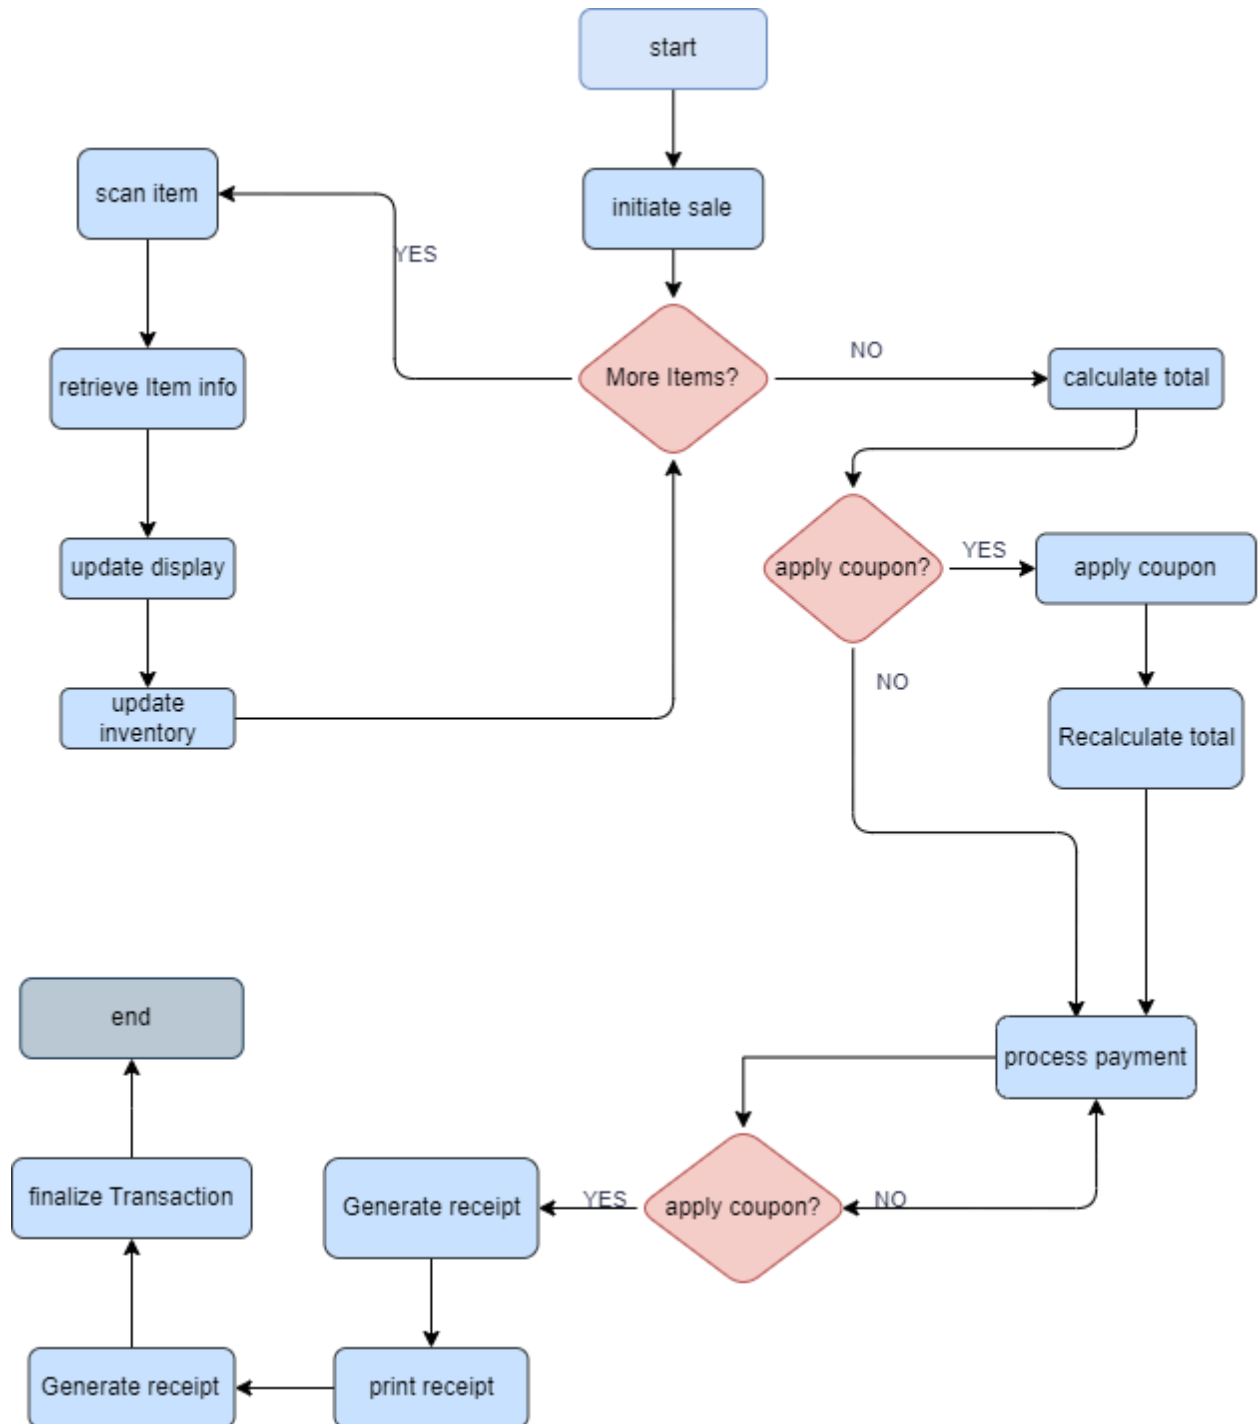 start
initiate sale
scan item
YES
More Items?
NO
calculate total
retrieve Item info
update display
apply coupon?
YES
apply coupon
NO
update
inventory
Recalculate total
end
process payment
finalize Transaction
Generate receipt
YES
apply coupon?
NO
Generate receipt
print receipt